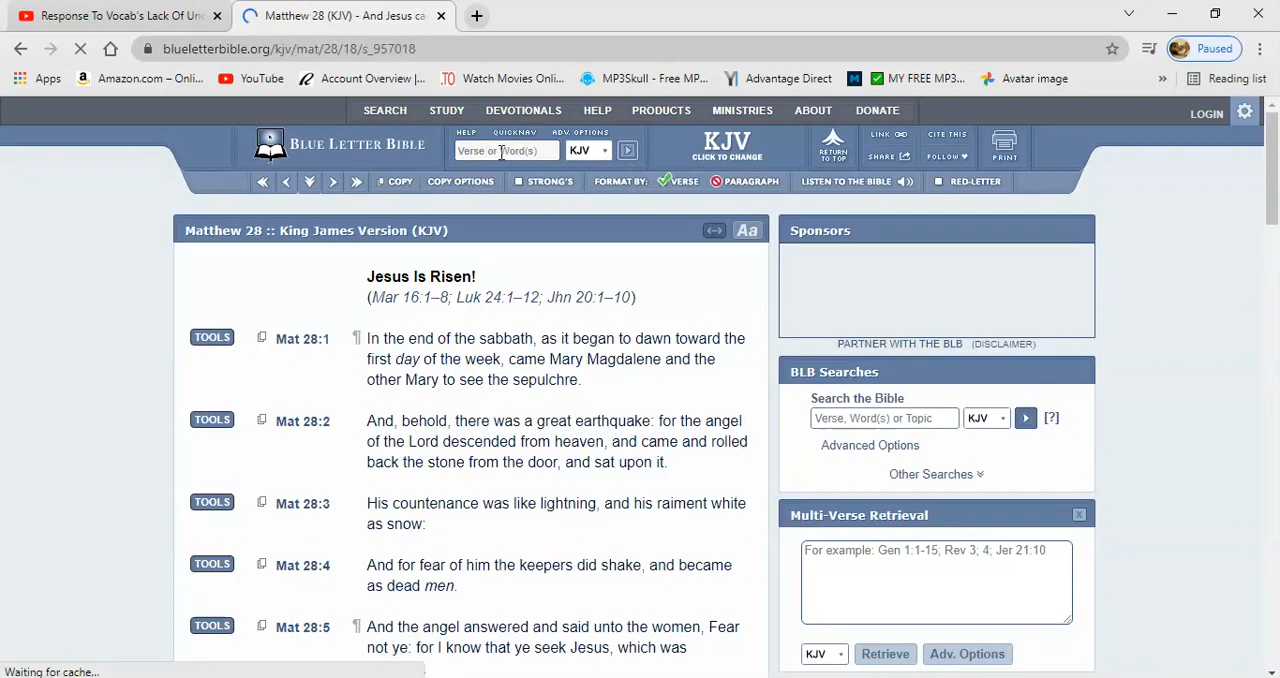 Response To Vocab's Lack Of Und
Matthew 28 (KJV) - And Jesus ca
blueletterbible.org/kjv/mat/28/18/s_957018
Paused
Apps
Amazon.com – Onli...
YouTube
Account Overview |...
Watch Movies Onli...
MP3Skull - Free MP...
Advantage Direct
MY FREE MP3...
Avatar image
»
Reading list
SEARCH STUDY DEVOTIONALS HELP PRODUCTS MINISTRIES ABOUT DONATE
LOGIN
BLUE LETTER BIBLE
HELP QUICKNAV ADV. OPTIONS
Verse or Word(s)
KJV
KJV
CLICK TO CHANGE
RETURN
TO TOP
LINK
SHARE
CITE THIS
FOLLOW
PRINT
COPY COPY OPTIONS STRONG'S FORMAT BY: VERSE PARAGRAPH LISTEN TO THE BIBLE RED-LETTER
Matthew 28 :: King James Version (KJV)
Aa
Jesus Is Risen!
(Mar 16:1–8; Luk 24:1–12; Jhn 20:1–10)
TOOLS Mat 28:1 ¶ In the end of the sabbath, as it began to dawn toward the
first day of the week, came Mary Magdalene and the
other Mary to see the sepulchre.
TOOLS Mat 28:2 And, behold, there was a great earthquake: for the angel
of the Lord descended from heaven, and came and rolled
back the stone from the door, and sat upon it.
TOOLS Mat 28:3 His countenance was like lightning, and his raiment white
as snow:
TOOLS Mat 28:4 And for fear of him the keepers did shake, and became
as dead men.
TOOLS Mat 28:5 ¶ And the angel answered and said unto the women, Fear
not ye: for I know that ye seek Jesus, which was
Sponsors
PARTNER WITH THE BLB (DISCLAIMER)
BLB Searches
Search the Bible
Verse, Word(s) or Topic
KJV
[?]
Advanced Options
Other Searches
Multi-Verse Retrieval
X
For example: Gen 1:1-15; Rev 3; 4; Jer 21:10
KJV
Retrieve
Adv. Options
Waiting for cache...